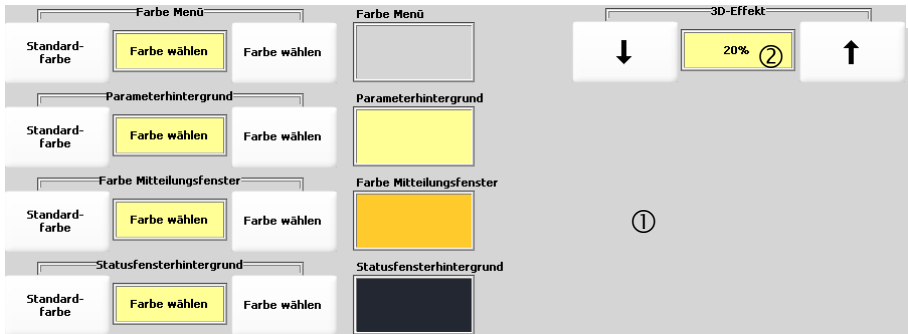 Farbe Menü
Standard-
farbe
Farbe wählen
Farbe wählen
Farbe Menü
3D-Effekt
↓
20%
②
↑
Parameterhintergrund
Standard-
farbe
Farbe wählen
Farbe wählen
Parameterhintergrund
Farbe Mitteilungsfenster
Standard-
farbe
Farbe wählen
Farbe wählen
Farbe Mitteilungsfenster
①
Statusfensterhintergrund
Standard-
farbe
Farbe wählen
Farbe wählen
Statusfensterhintergrund